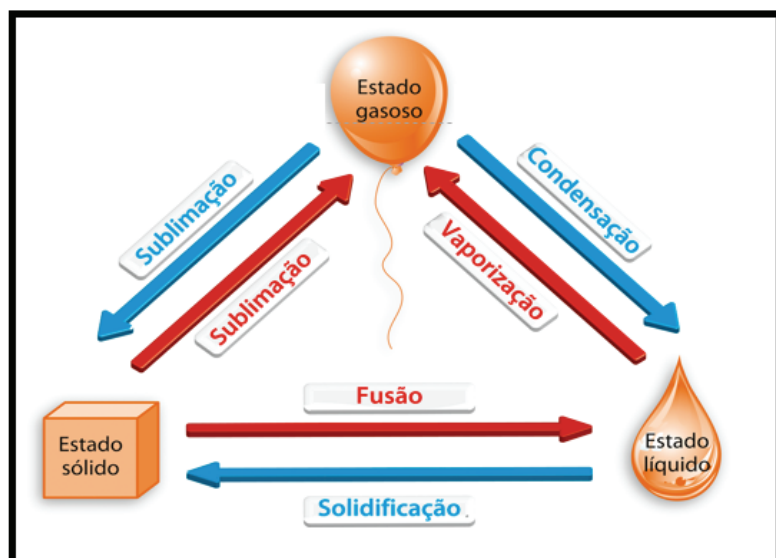 Estado
gasoso
Sublimação
Condensação
Sublimação
Vaporização
Fusão
Estado
sólido
Estado
líquido
Solidificação